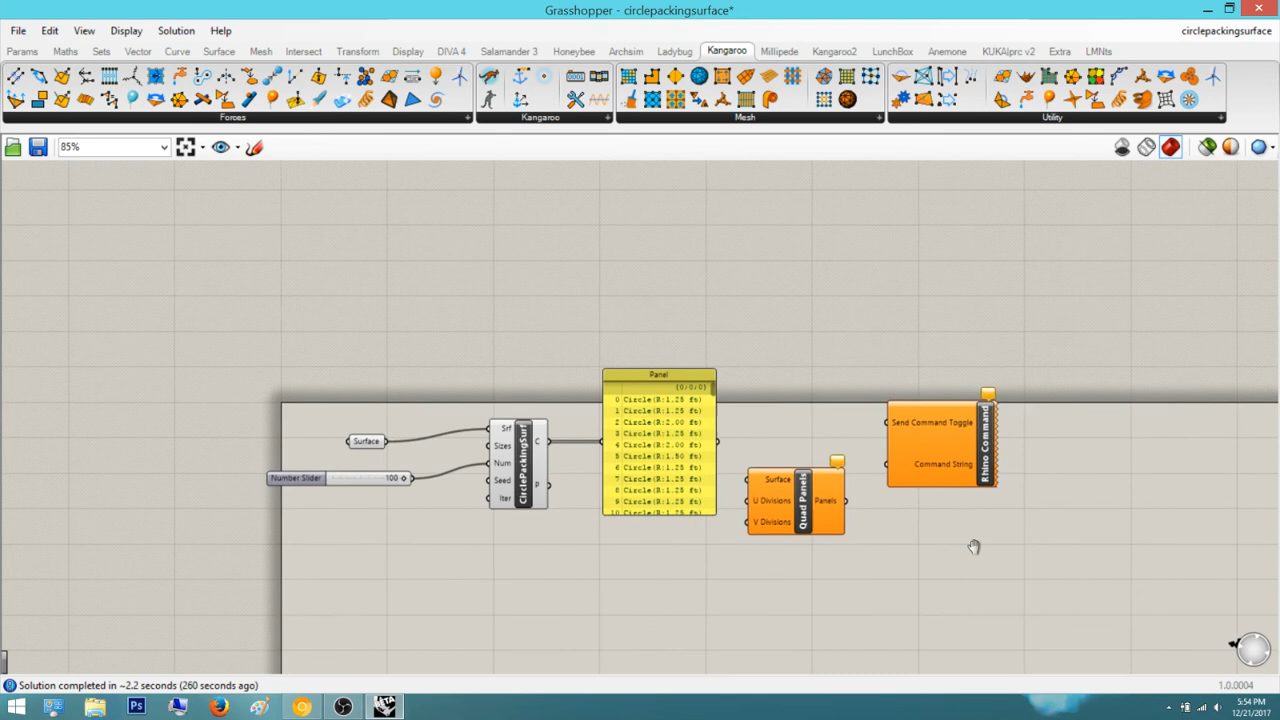 Grasshopper - circlepackingsurface*
File Edit View Display Solution Help
circlepackingsurface
Params Maths Sets Vector Curve Surface Mesh Intersect Transform Display DIVA 4 Salamander 3 Honeybee Archsim Ladybug Kangaroo Millipede Kangaroo2 LunchBox Anemone KUKA|prc v2 Extra LMNts
Forces Kangaroo Mesh Utility
85%
Panel
{0/0/0}
0 Circle(R:1.25 ft)
1 Circle(R:1.25 ft)
2 Circle(R:2.00 ft)
3 Circle(R:1.25 ft)
4 Circle(R:2.00 ft)
5 Circle(R:1.50 ft)
6 Circle(R:1.25 ft)
7 Circle(R:1.25 ft)
8 Circle(R:1.25 ft)
9 Circle(R:1.25 ft)
10 Circle(R:1.25 ft)
Surface
Number Slider 100
Srf
Sizes
Num
Seed
Iter
CirclePackingSurf
C
P
Surface
U Divisions
V Divisions
Quad Panels
Panels
Send Command Toggle
Command String
Rhino Command
Solution completed in ~2.2 seconds (260 seconds ago)
1.0.0004
Ps
5:54 PM
12/21/2017